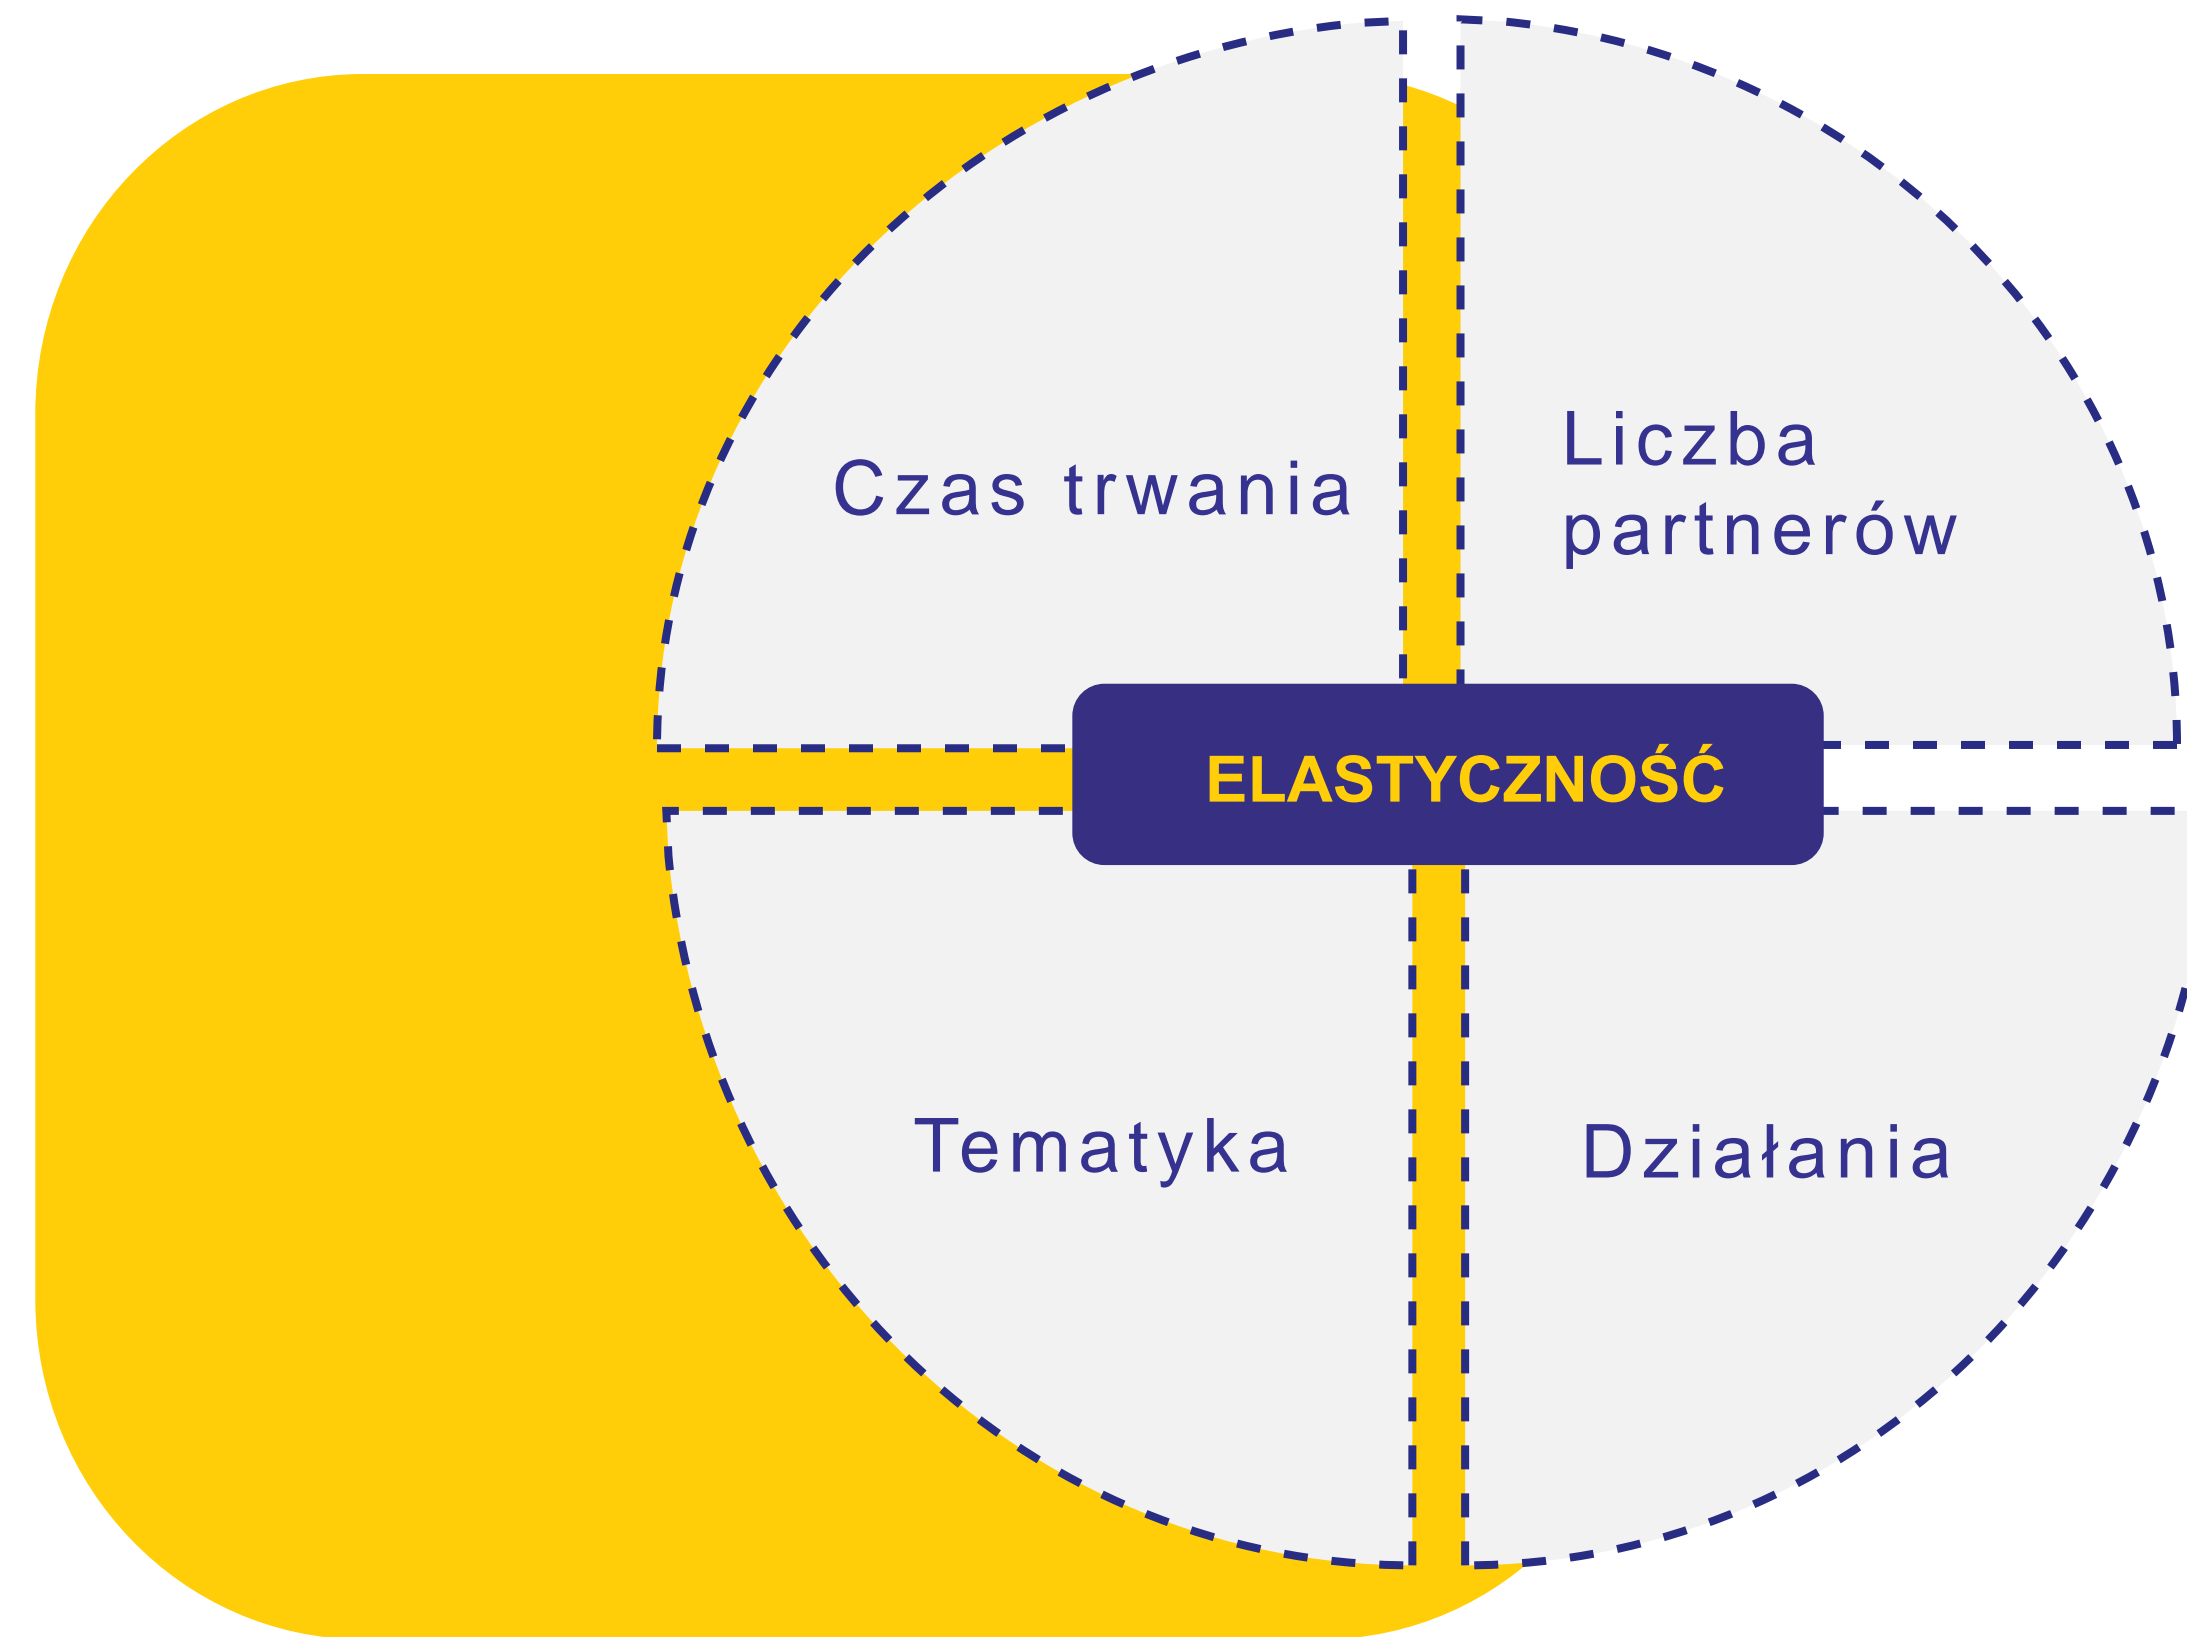 Czas trwania
Liczba
partnerów
ELASTYCZNOŚĆ
Tematyka
Działania